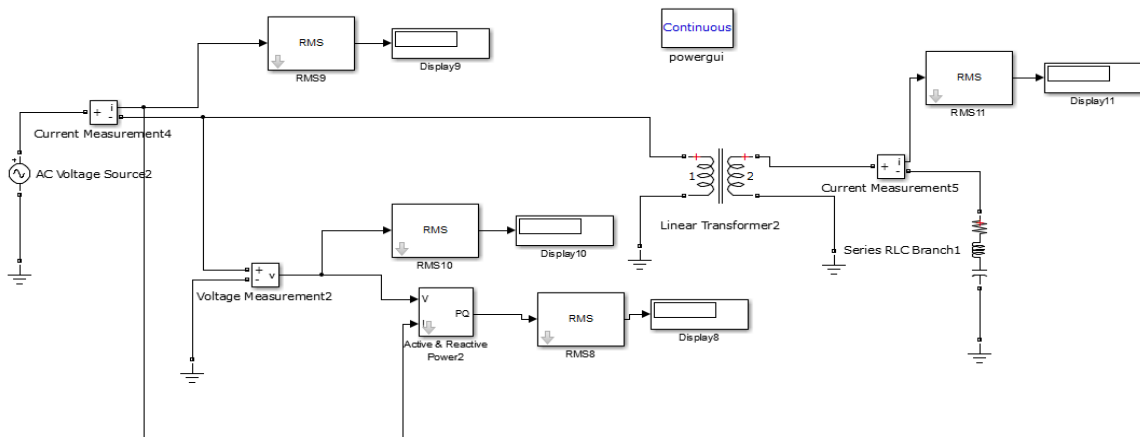 Continuous
powergui
RMS
RMS9
Display9
RMS
RMS11
Display11
+ i -
Current Measurement4
+
AC Voltage Source2
+ 1
+ 2
Linear Transformer2
+ i -
Current Measurement5
Series RLC Branch1
RMS
RMS10
Display10
+ - v
Voltage Measurement2
V
I
PQ
Active & Reactive
Power2
RMS
RMS8
Display8